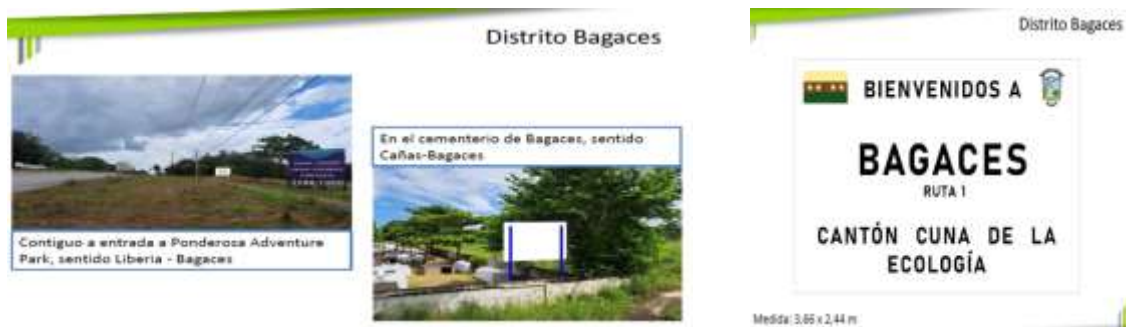 Distrito Bagaces
Contiguo a entrada a Ponderosa Adventure
Park, sentido Liberia - Bagaces
En el cementerio de Bagaces, sentido
Cañas-Bagaces
Distrito Bagaces
BIENVENIDOS A
BAGACES
RUTA 1
CANTÓN CUNA DE LA
ECOLOGÍA
Medida: 3,66 x 2,44 m